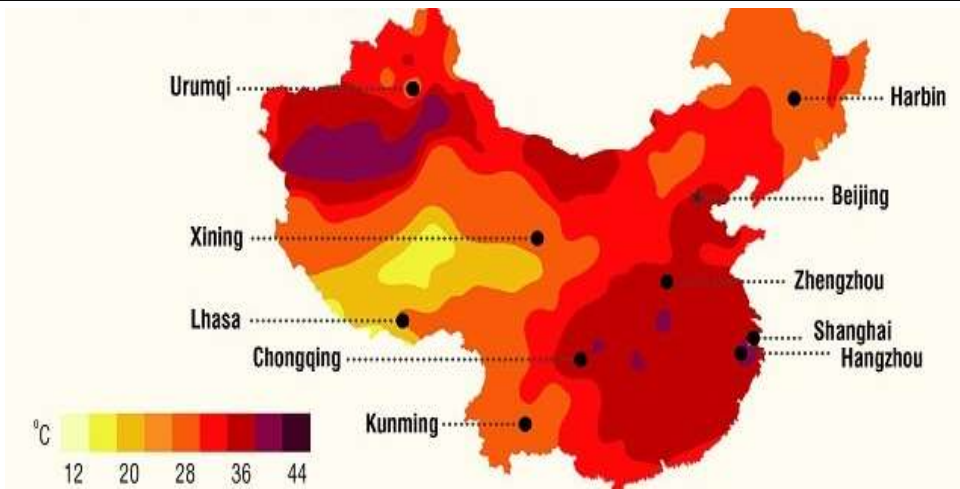 Urumqi
Harbin
Beijing
Xining
Zhengzhou
Lhasa
Shanghai
Chongqing
Hangzhou
Kunming
°C
12 20 28 36 44